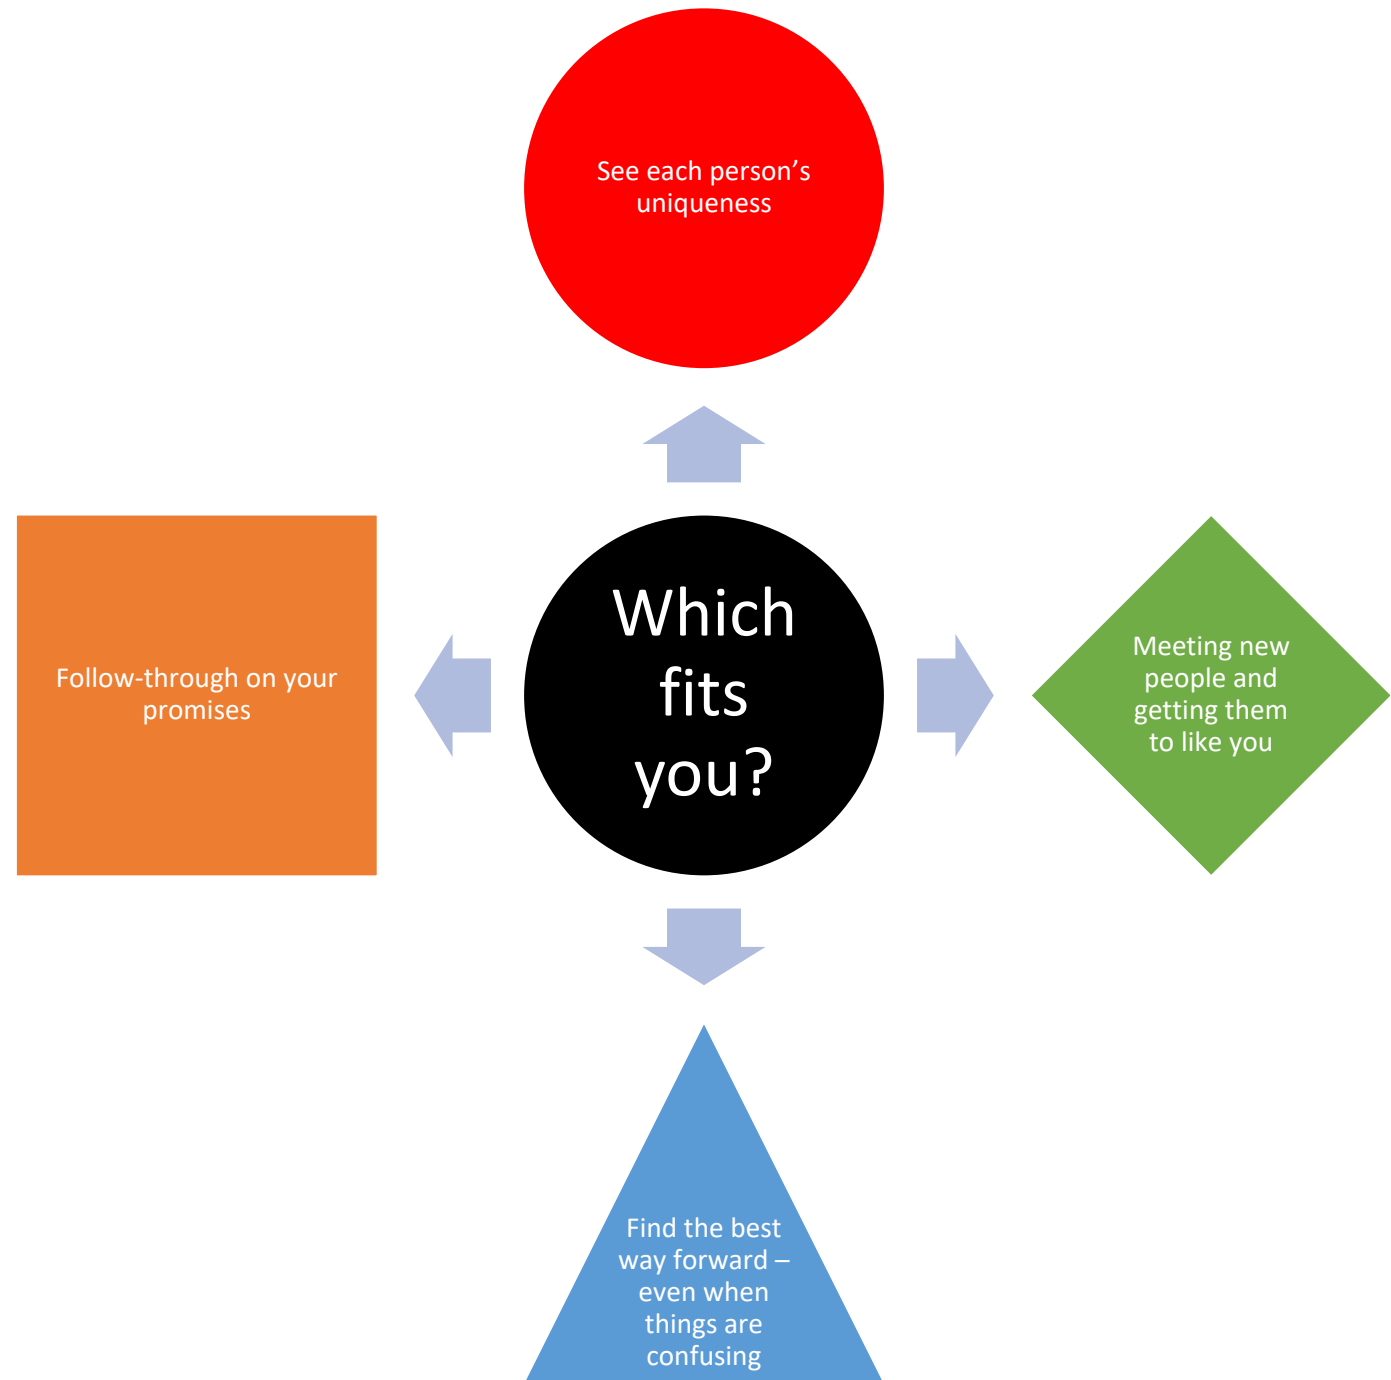 See each person’s
uniqueness
Follow-through on your
promises
Which
fits
you?
Meeting new
people and
getting them
to like you
Find the best
way forward –
even when
things are
confusing